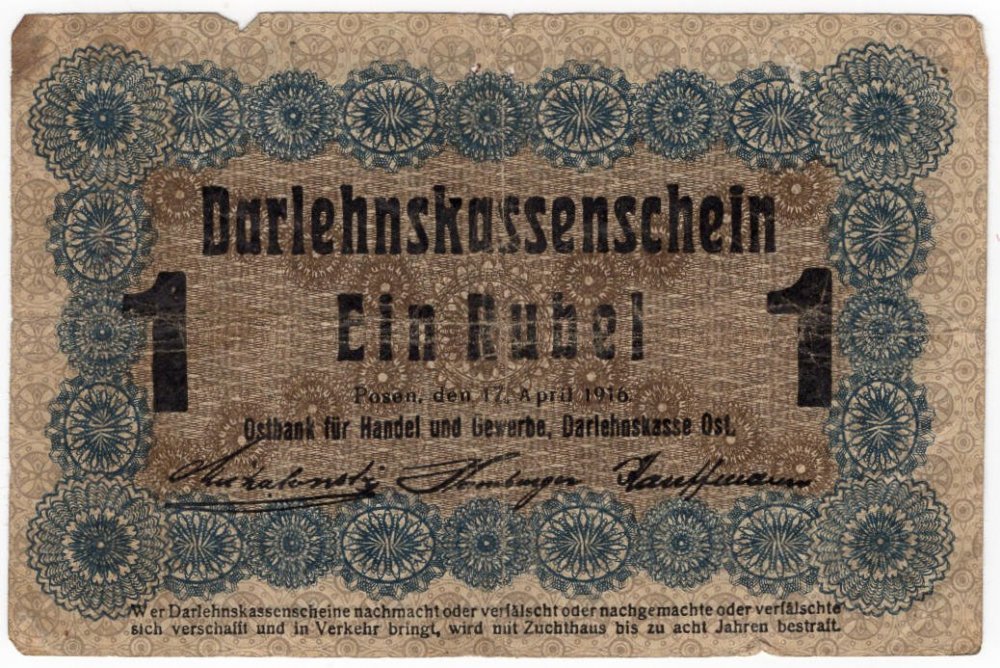 Darlehnskassenschein
1 Ein Rubel 1
Posen, den 17. April 1916.
Ostbank für Handel und Gewerbe, Darlehnskasse Ost.
Kauffmann
Wer Darlehnskassenscheine nachmacht oder verfälscht oder nachgemachte oder verfälschte
sich verschafft und in Verkehr bringt, wird mit Zuchthaus bis zu acht Jahren bestraft.